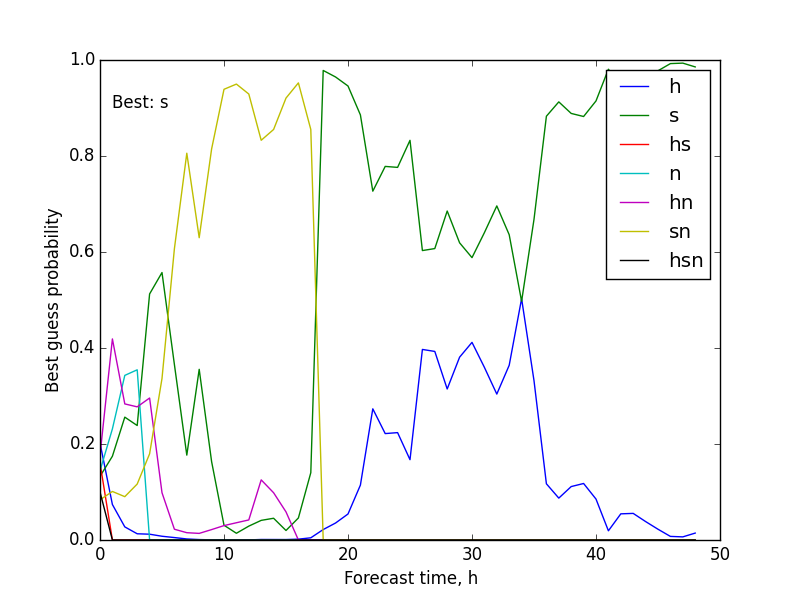 Best: s
h
s
hs
n
hn
sn
hsn
1.0
0.8
0.6
0.4
0.2
0.0
Best guess probability
0 10 20 30 40 50
Forecast time, h